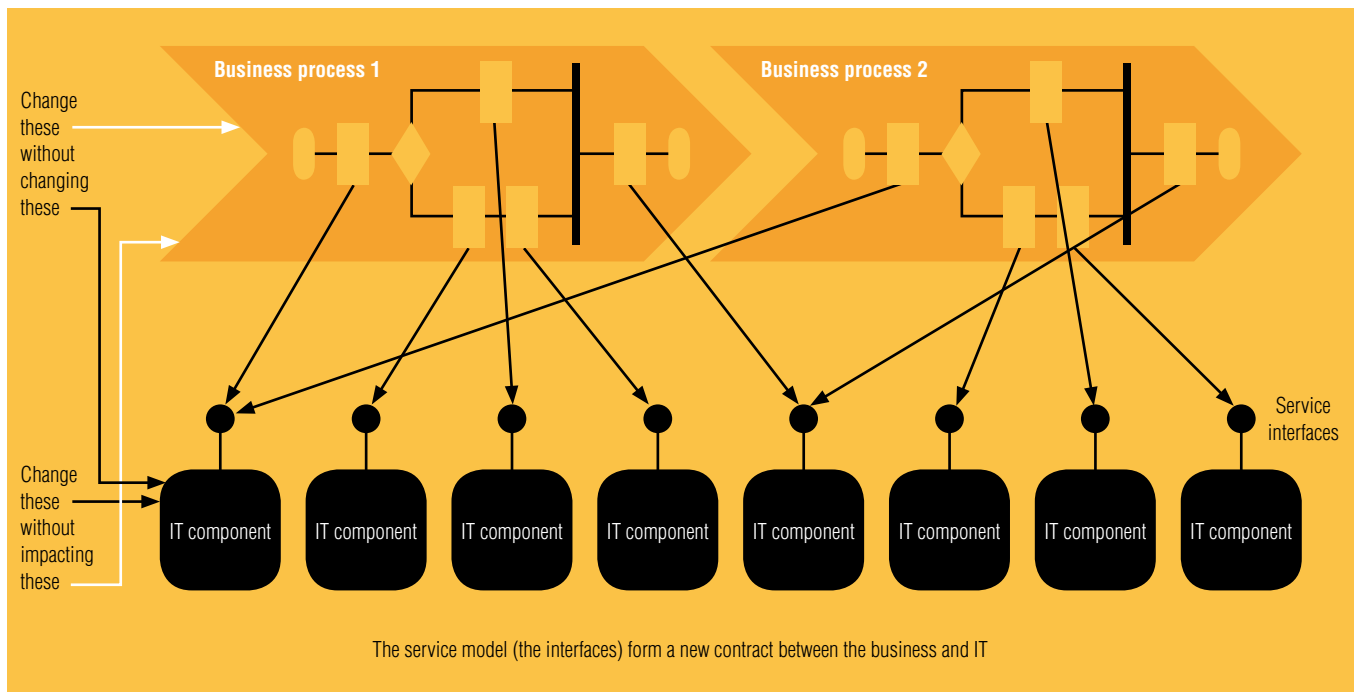 Business process 1
Business process 2
Change
these
without
changing
these
Service
interfaces
Change
these
without
impacting
these
IT component
IT component
IT component
IT component
IT component
IT component
IT component
IT component
The service model (the interfaces) form a new contract between the business and IT